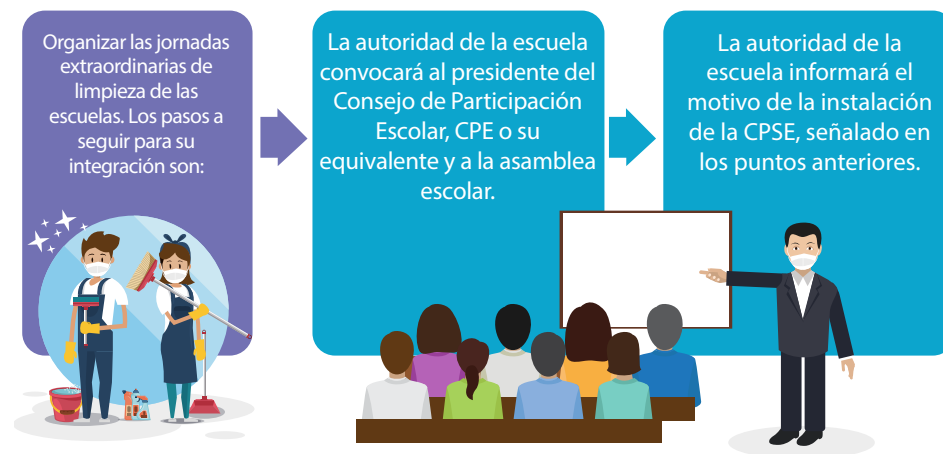 Organizar las jornadas
extraordinarias de
limpieza de las
escuelas. Los pasos a
seguir para su
integración son:
La autoridad de la escuela
convocará al presidente del
Consejo de Participación
Escolar, CPE o su
equivalente y a la asamblea
escolar.
La autoridad de la
escuela informará el
motivo de la instalación
de la CPSE, señalado en
los puntos anteriores.